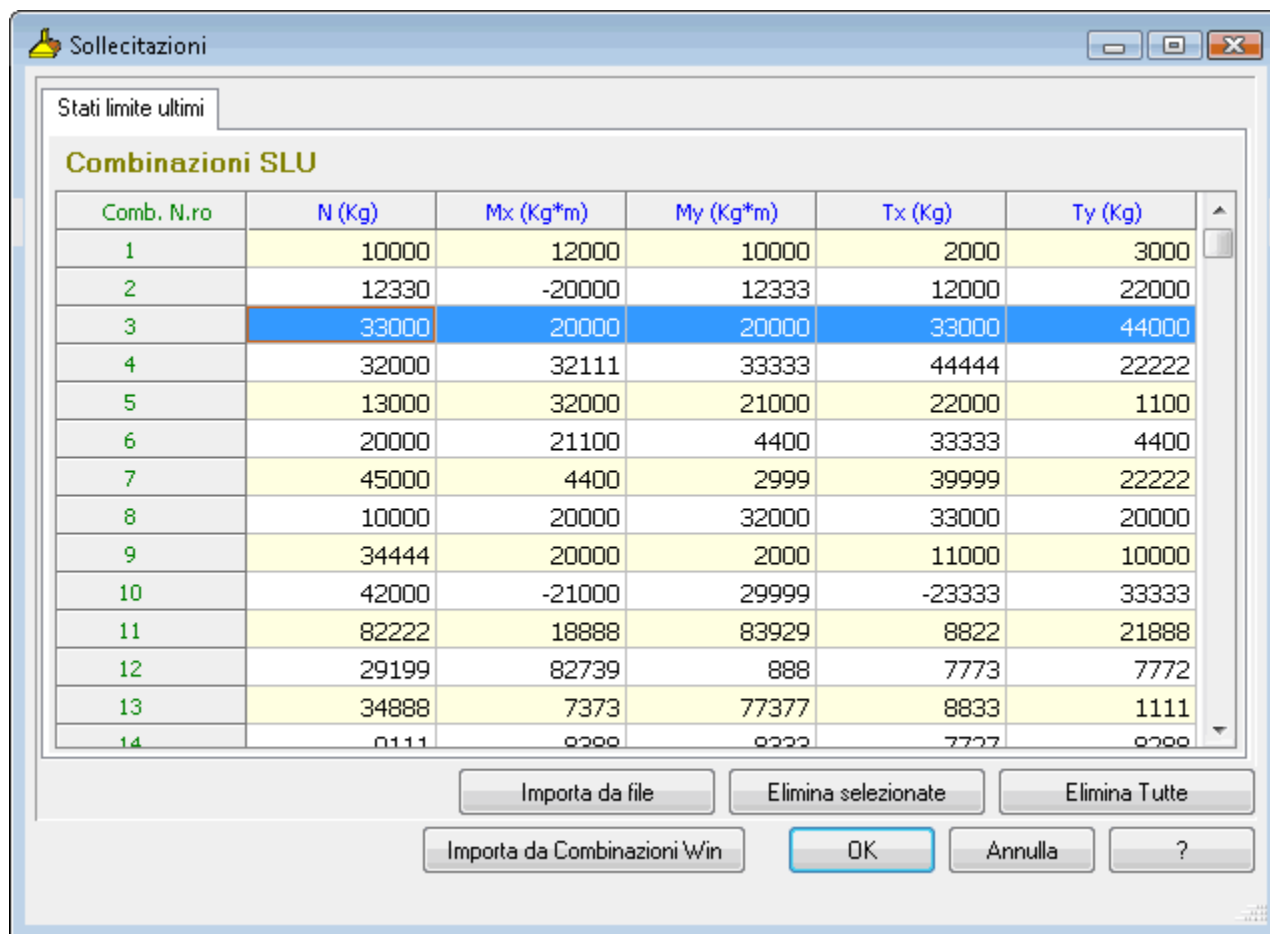 Sollecitazioni
Stati limite ultimi
Combinazioni SLU
Comb. N.ro N (Kg) Mx (Kg*m) My (Kg*m) Tx (Kg) Ty (Kg)
1 10000 12000 10000 2000 3000
2 12330 -20000 12333 12000 22000
3 33000 20000 20000 33000 44000
4 32000 32111 33333 44444 22222
5 13000 32000 21000 22000 1100
6 20000 21100 4400 33333 4400
7 45000 4400 2999 39999 22222
8 10000 20000 32000 33000 20000
9 34444 20000 2000 11000 10000
10 42000 -21000 29999 -23333 33333
11 82222 18888 83929 8822 21888
12 29199 82739 888 7773 7772
13 34888 7373 77377 8833 1111
14
Importa da file Elimina selezionate Elimina Tutte
Importa da Combinazioni Win OK Annulla ?